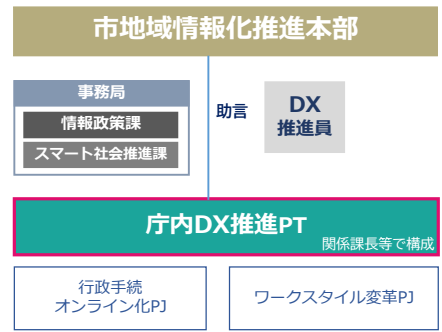 市地域情報化推進本部
事務局
情報政策課
スマート社会推進課
助言
DX
推進員
庁内DX推進PT
関係課長等で構成
行政手続
オンライン化PJ
ワークスタイル変革PJ